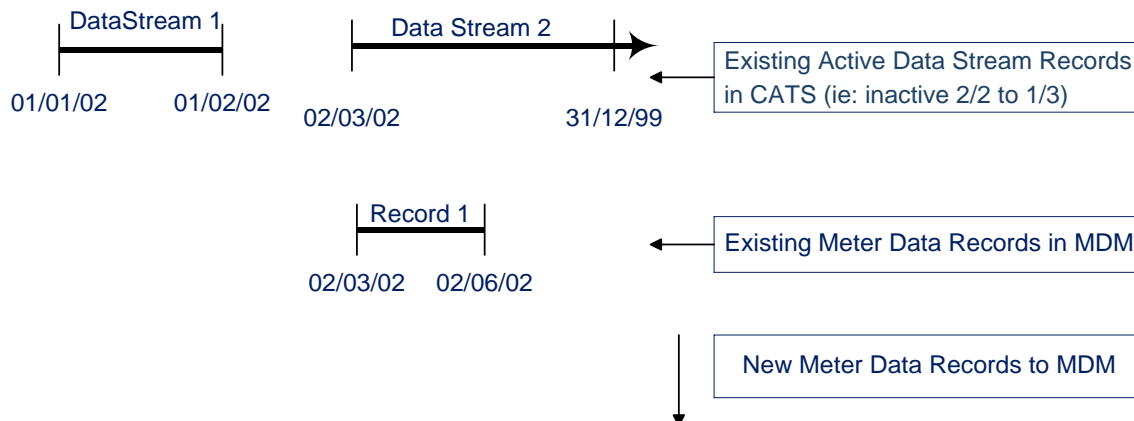 DataStream 1
Data Stream 2
01/01/02
01/02/02
02/03/02
31/12/99
Existing Active Data Stream Records
in CATS (ie: inactive 2/2 to 1/3)
Record 1
02/03/02
02/06/02
Existing Meter Data Records in MDM
New Meter Data Records to MDM